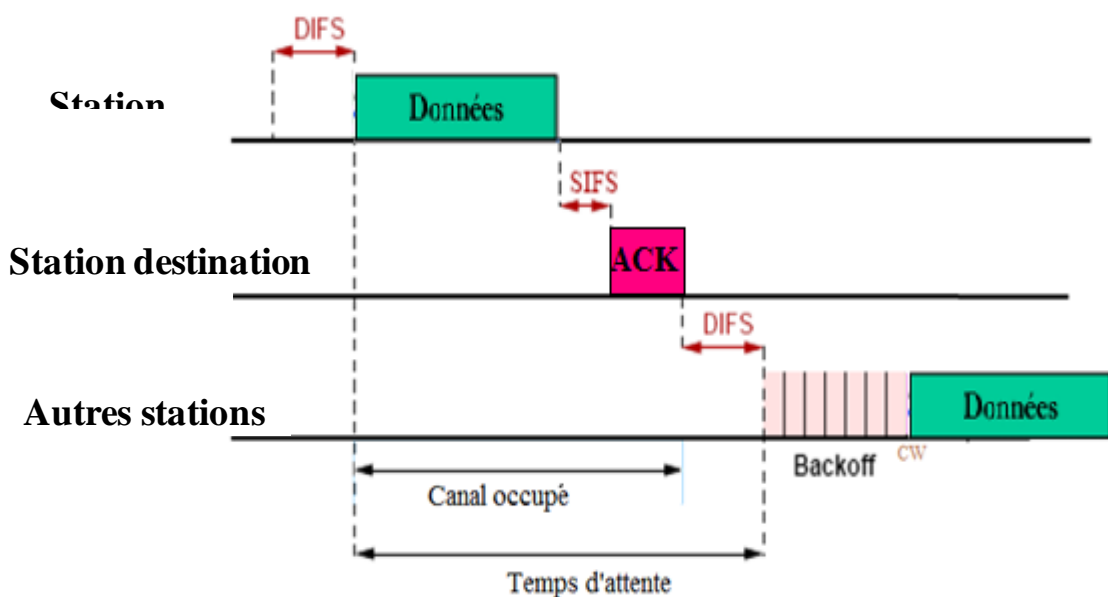 DIFS
Station
Données
SIFS
Station destination
ACK
DIFS
Autres stations
Données
Backoff
CW
Canal occupé
Temps d'attente